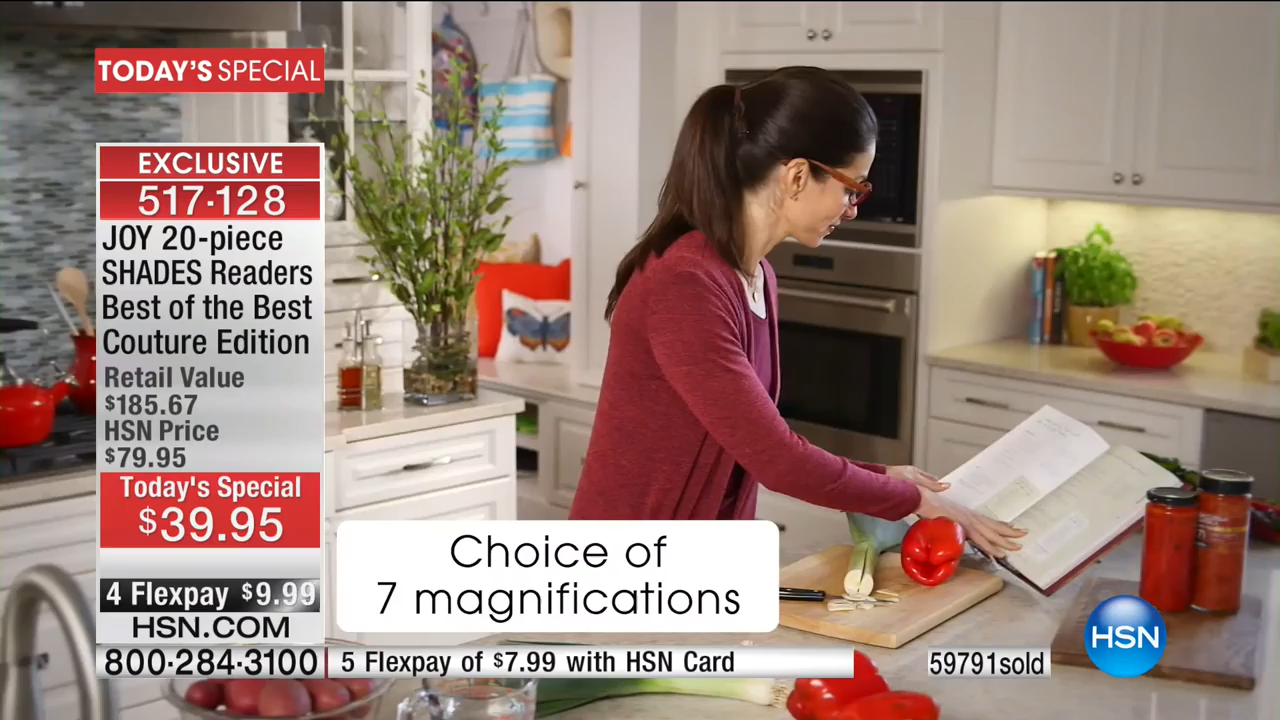 TODAY'S SPECIAL
EXCLUSIVE
517-128
JOY 20-piece
SHADES Readers
Best of the Best
Couture Edition
Retail Value
$185.67
HSN Price
$79.95
Today's Special
$39.95
4 Flexpay $9.99
HSN.COM
800-284-3100
Choice of
7 magnifications
5 Flexpay of $7.99 with HSN Card
59791sold
HSN